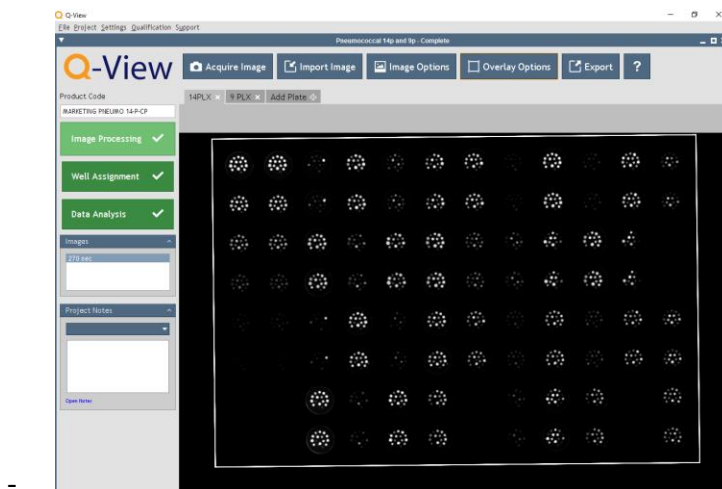 Q-View
File Project Settings Qualification Support
Pneumococcal 14p and 9p - Complete
Q-View
Acquire Image
Import Image
Image Options
Overlay Options
Export
?
Product Code
14PLX × 9 PLX × Add Plate
MARKETING PNEUMO 14-P-CP
Image Processing
Well Assignment
Data Analysis
Images
270 sec
Project Notes
Open Notes